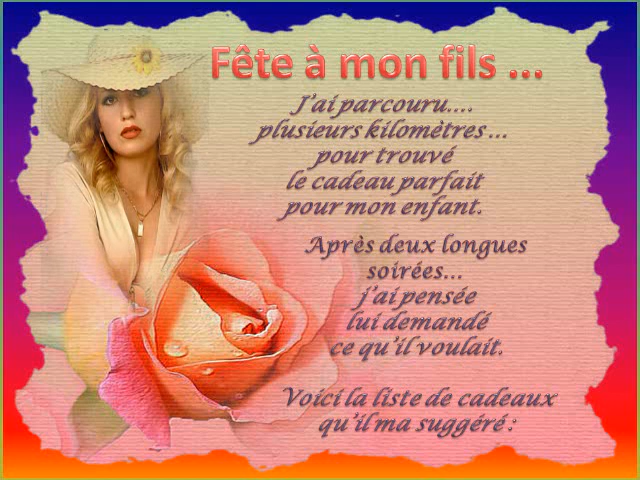 Fête à mon fils ...
J'ai parcouru....
plusieurs kilomètres ...
pour trouvé
le cadeau parfait
pour mon enfant.
Après deux longues
soirées...
j'ai pensée
lui demandé
ce qu'il voulait.
Voici la liste de cadeaux
qu'il ma suggéré :